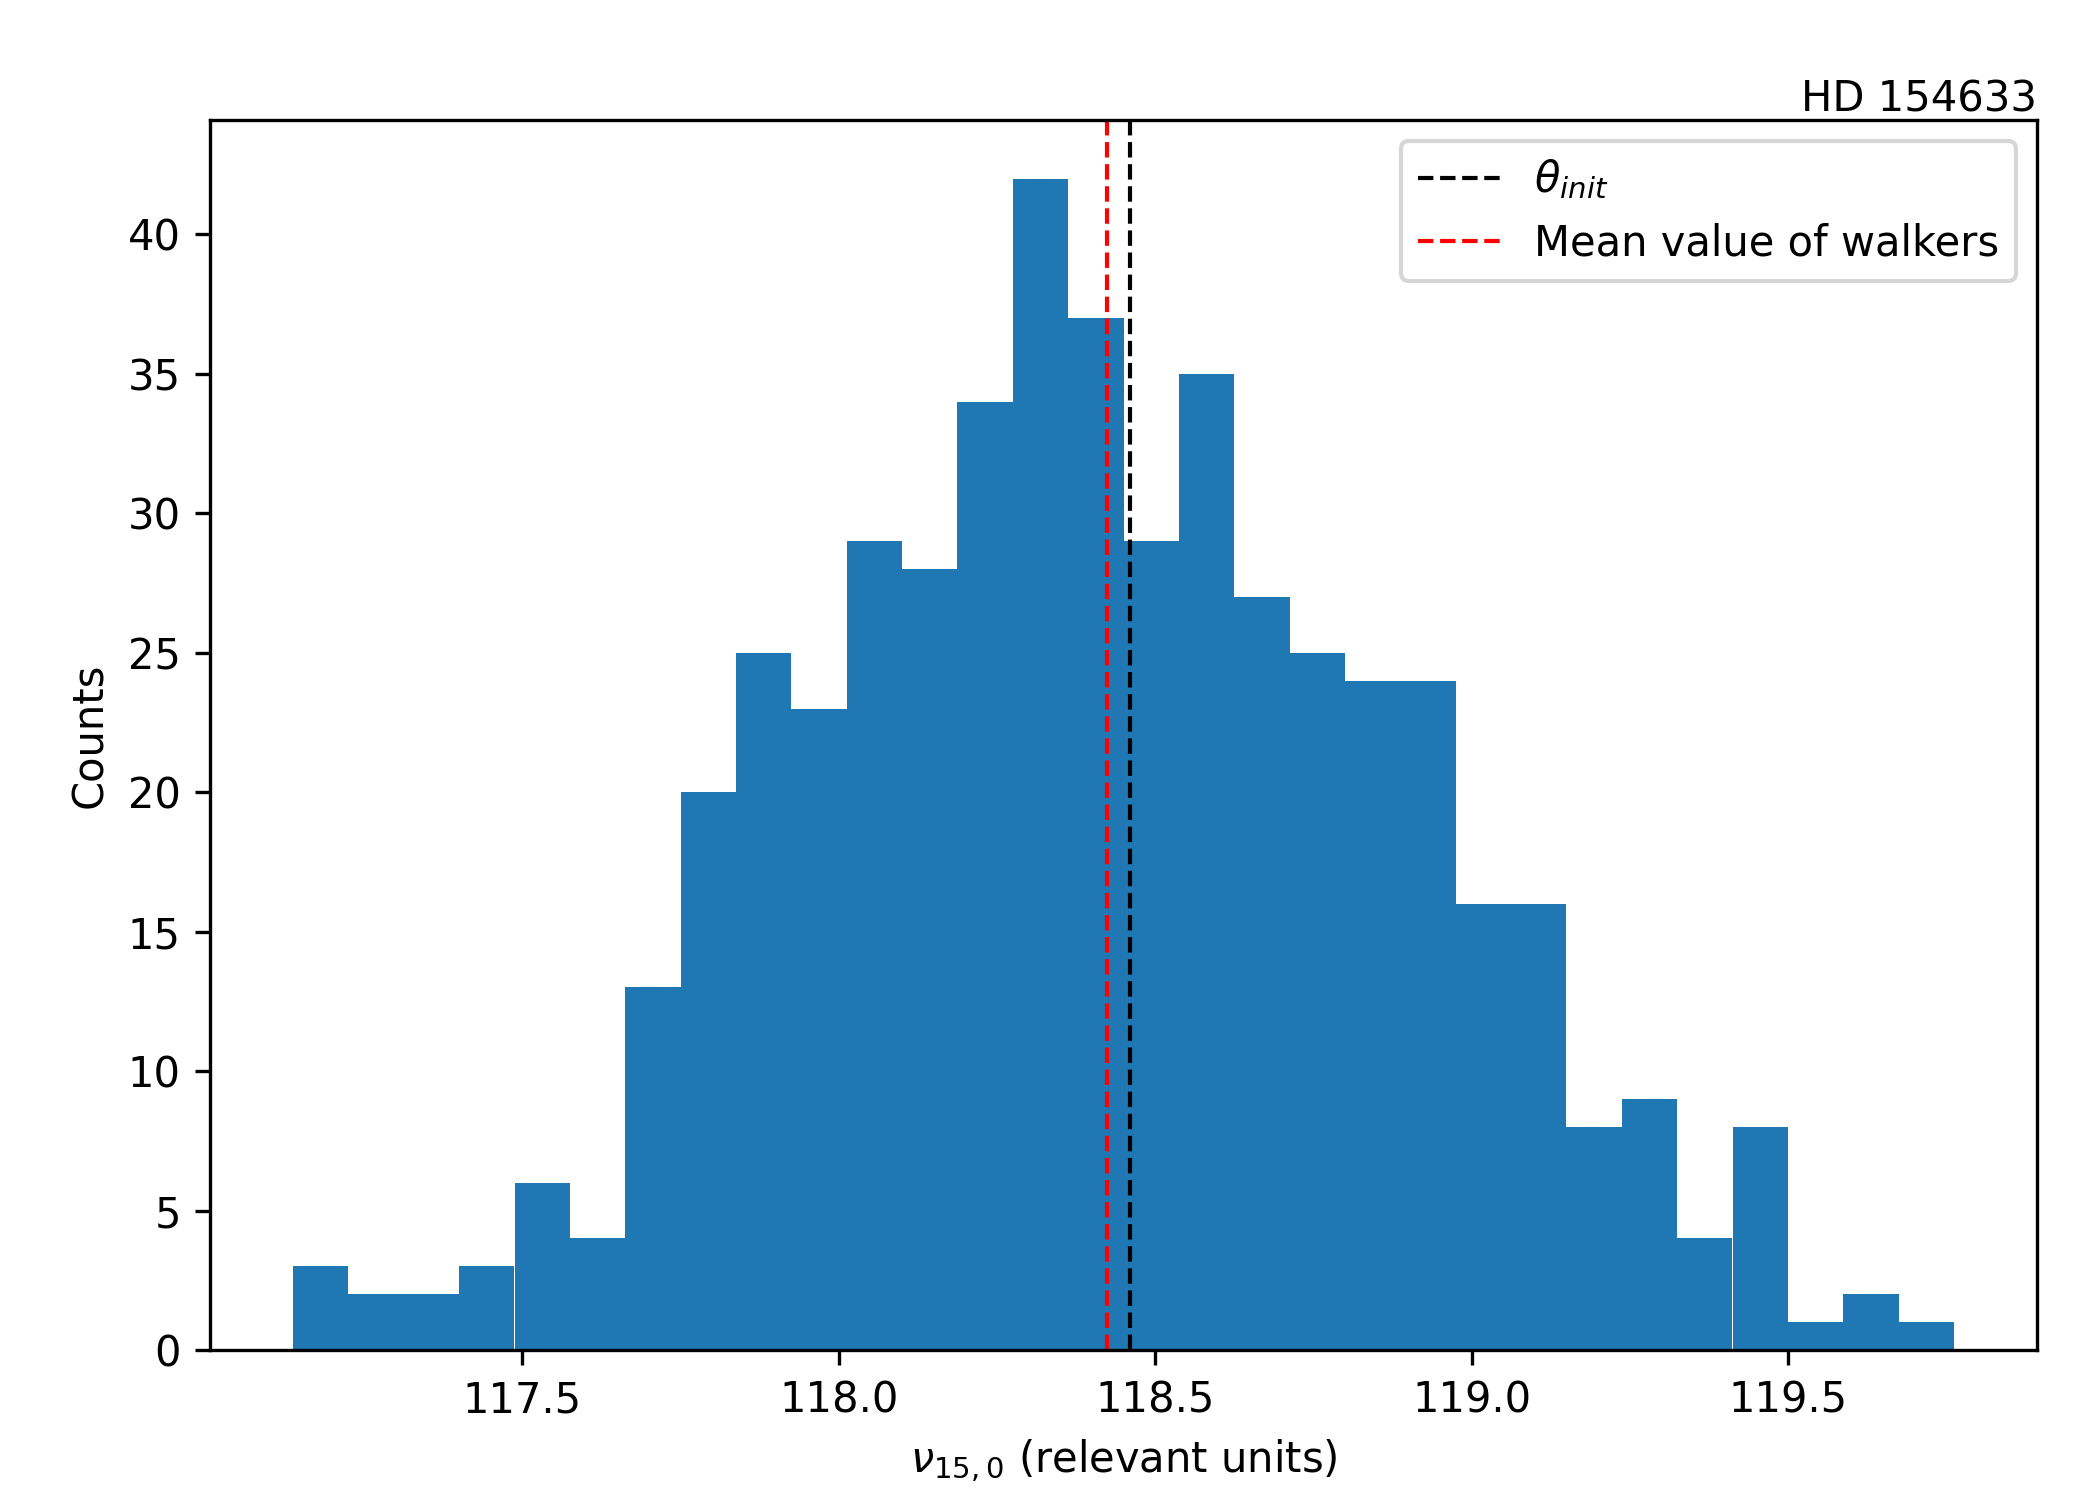 HD 154633
θinit
Mean value of walkers
40
35
30
25
20
15
10
5
0
Counts
117.5 118.0 118.5 119.0 119.5
ν15, 0 (relevant units)